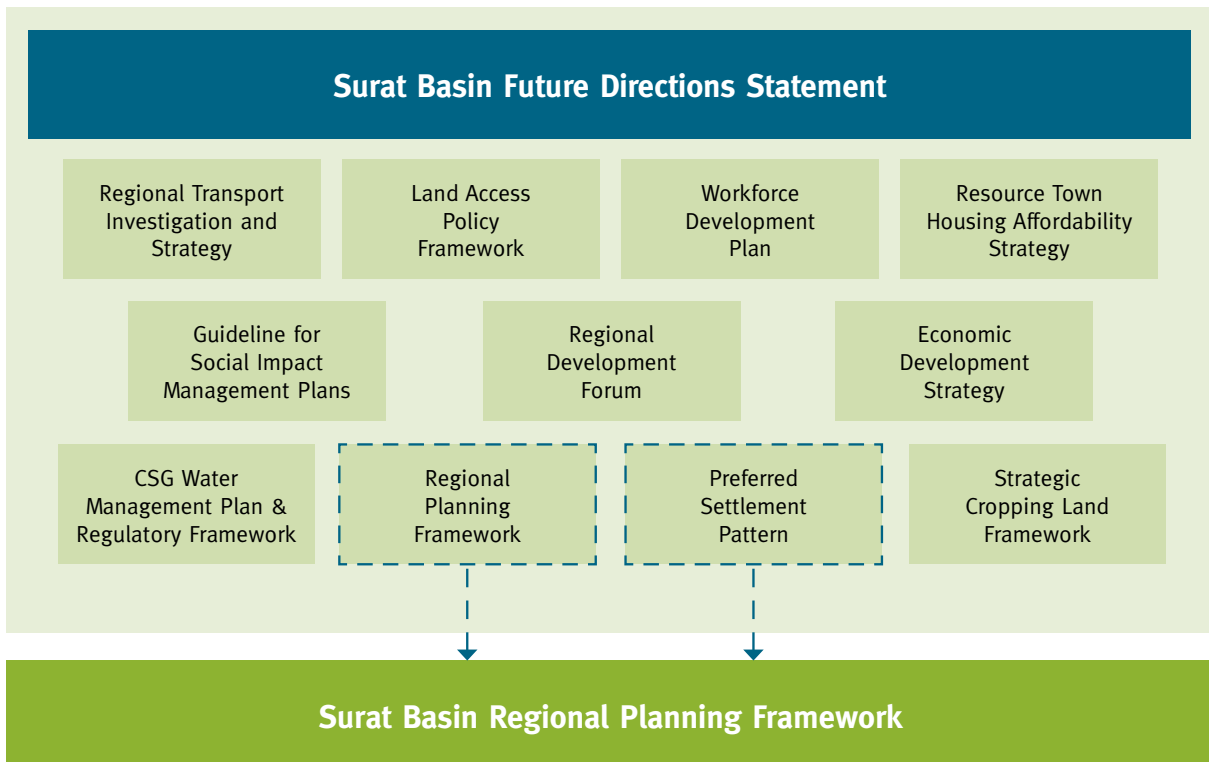 Surat Basin Future Directions Statement
Regional Transport
Investigation and
Strategy
Land Access
Policy
Framework
Workforce
Development
Plan
Resource Town
Housing Affordability
Strategy
Guideline for
Social Impact
Management Plans
Regional
Development
Forum
Economic
Development
Strategy
CSG Water
Management Plan &
Regulatory Framework
Regional
Planning
Framework
Preferred
Settlement
Pattern
Strategic
Cropping Land
Framework
Surat Basin Regional Planning Framework